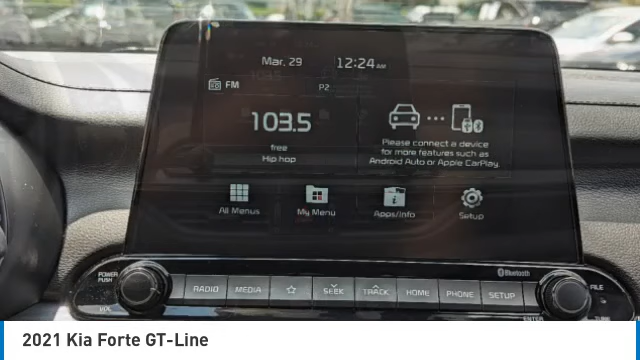 Mar. 29 12:24 AM
FM
P2
103.5
free
Hip hop
Please connect a device
for more features such as
Android Auto or Apple CarPlay.
All Menus My Menu Apps/Info Setup
Bluetooth
POWER
PUSH
VOL
RADIO MEDIA SEEK TRACK HOME PHONE SETUP
FILE
TUNE
ENTER
2021 Kia Forte GT-Line